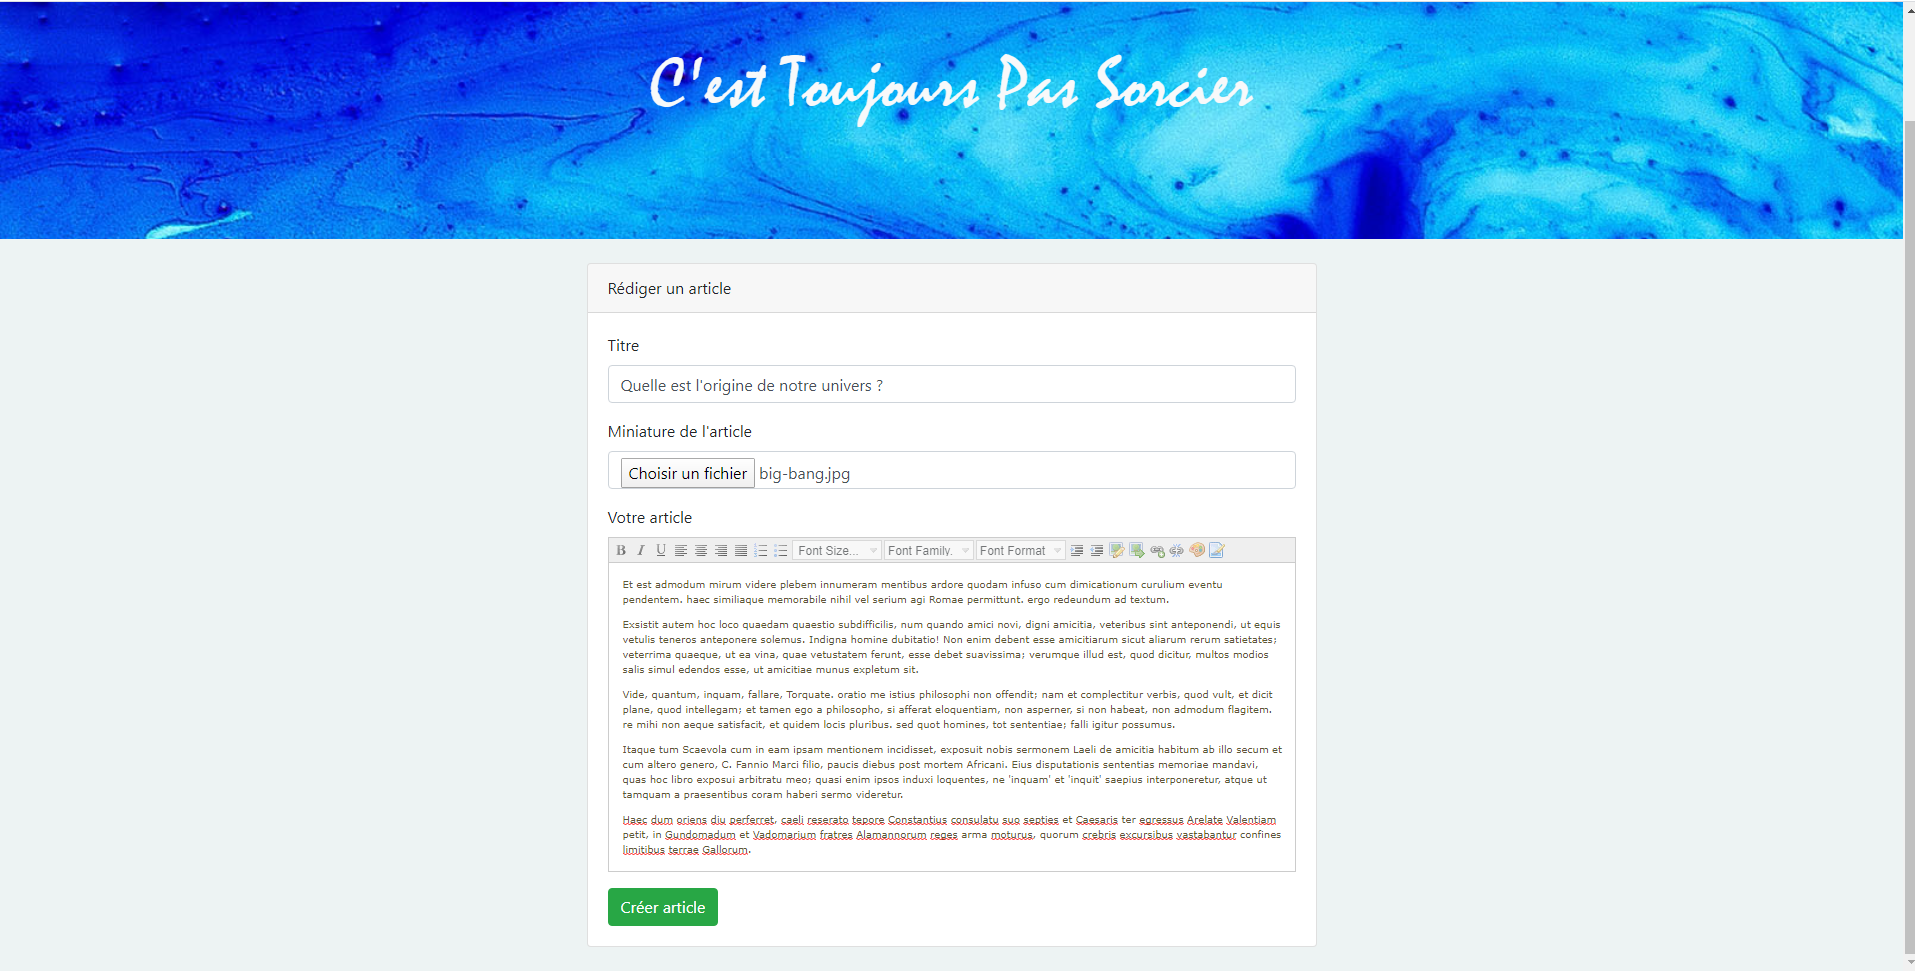 C'est Toujours Pas Sorcier
Rédiger un article
Titre
Quelle est l'origine de notre univers ?
Miniature de l'article
Choisir un fichier big-bang.jpg
Votre article
B I U Font Size... Font Family. Font Format
Et est admodum mirum videre plebem innumeram mentibus ardore quodam infuso cum dimicationum curulium eventu
pendentem. haec similiaque memorabile nihil vel serium agi Romae permittunt. ergo redeundum ad textum.
Exsistit autem hoc loco quaedam quaestio subdifficilis, num quando amici novi, digni amicitia, veteribus sint anteponendi, ut equis
vetulis teneros anteponere solemus. Indigna homine dubitatio! Non enim debent esse amicitiarum sicut aliarum rerum satietates;
veterrima quaeque, ut ea vina, quae vetustatem ferunt, esse debet suavissima; verumque illud est, quod dicitur, multos modios
salis simul edendos esse, ut amicitiae munus expletum sit.
Vide, quantum, inquam, fallare, Torquate. oratio me istius philosophi non offendit; nam et complectitur verbis, quod vult, et dicit
plane, quod intellegam; et tamen ego a philosopho, si afferat eloquentiam, non asperner, si non habeat, non admodum flagitem.
re mihi non aeque satisfacit, et quidem locis pluribus. sed quot homines, tot sententiae; falli igitur possumus.
Itaque tum Scaevola cum in eam ipsam mentionem incidisset, exposuit nobis sermonem Laeli de amicitia habitum ab illo secum et
cum altero genero, C. Fannio Marci filio, paucis diebus post mortem Africani. Eius disputationis sententias memoriae mandavi,
quas hoc libro exposui arbitratu meo; quasi enim ipsos induxi loquentes, ne 'inquam' et 'inquit' saepius interponeretur, atque ut
tamquam a praesentibus coram haberi sermo videretur.
Haec dum oriens diu perferret, caeli reserato tepore Constantius consulatu suo septies et Caesaris ter egressus Arelate Valentiam
petit, in Gundomadum et Vadomarium fratres Alamannorum reges arma moturus, quorum crebris excursibus vastabantur confines
limitibus terrae Gallorum.
Créer article